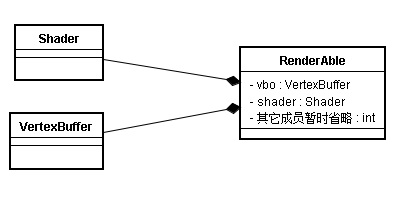 Shader
RenderAble
- vbo : VertexBuffer
- shader : Shader
- 其它成员暂时省略 : int
VertexBuffer